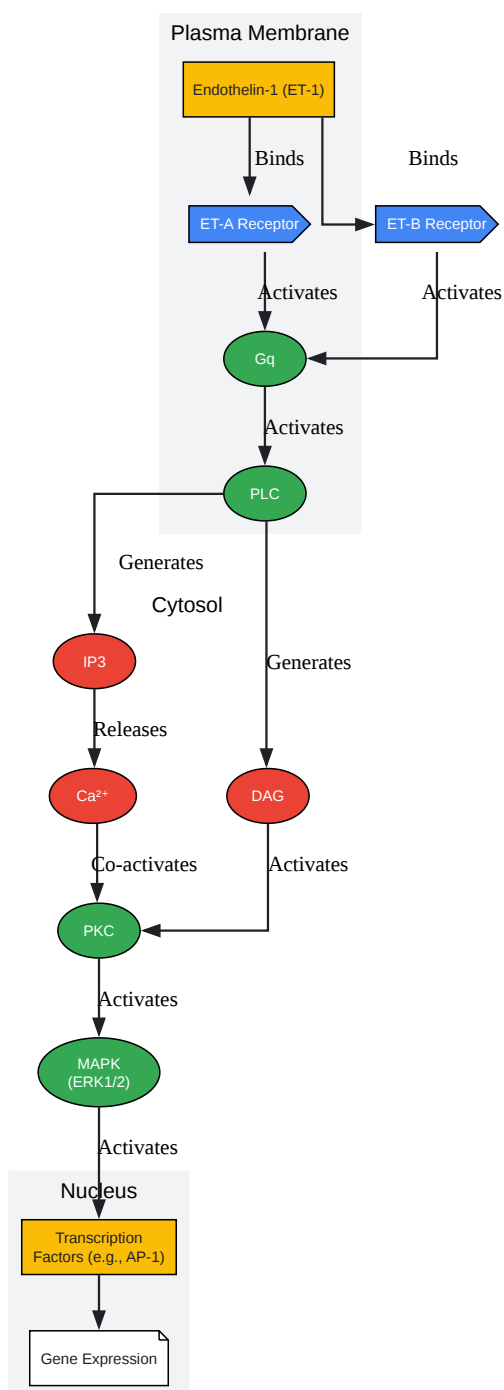 Plasma Membrane
Endothelin-1 (ET-1)
Binds
Binds
ET-A Receptor
ET-B Receptor
Activates
Activates
Gq
Activates
PLC
Generates
Cytosol
IP3
Generates
Releases
Ca²⁺
DAG
Co-activates
Activates
PKC
Activates
MAPK
(ERK1/2)
Activates
Nucleus
Transcription
Factors (e.g., AP-1)
Gene Expression